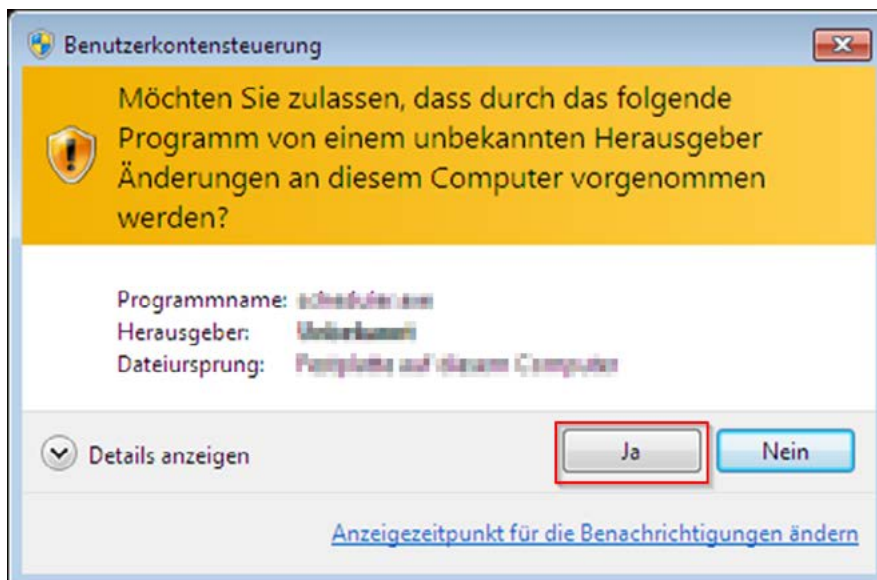 Benutzerkontensteuerung
Möchten Sie zulassen, dass durch das folgende
Programm von einem unbekannten Herausgeber
Änderungen an diesem Computer vorgenommen
werden?
Programmname:
Herausgeber:
Dateiursprung:
Details anzeigen
Ja
Nein
Anzeigezeitpunkt für die Benachrichtigungen ändern